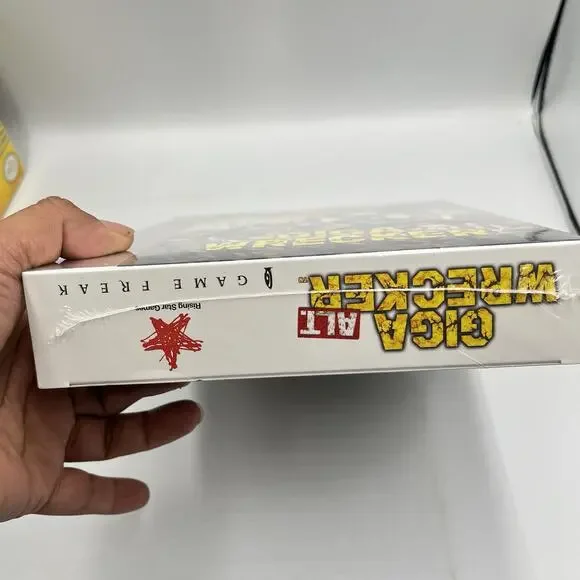 GIGA
WRECKER
ALT.
GAME FREAK
Rising Star Games